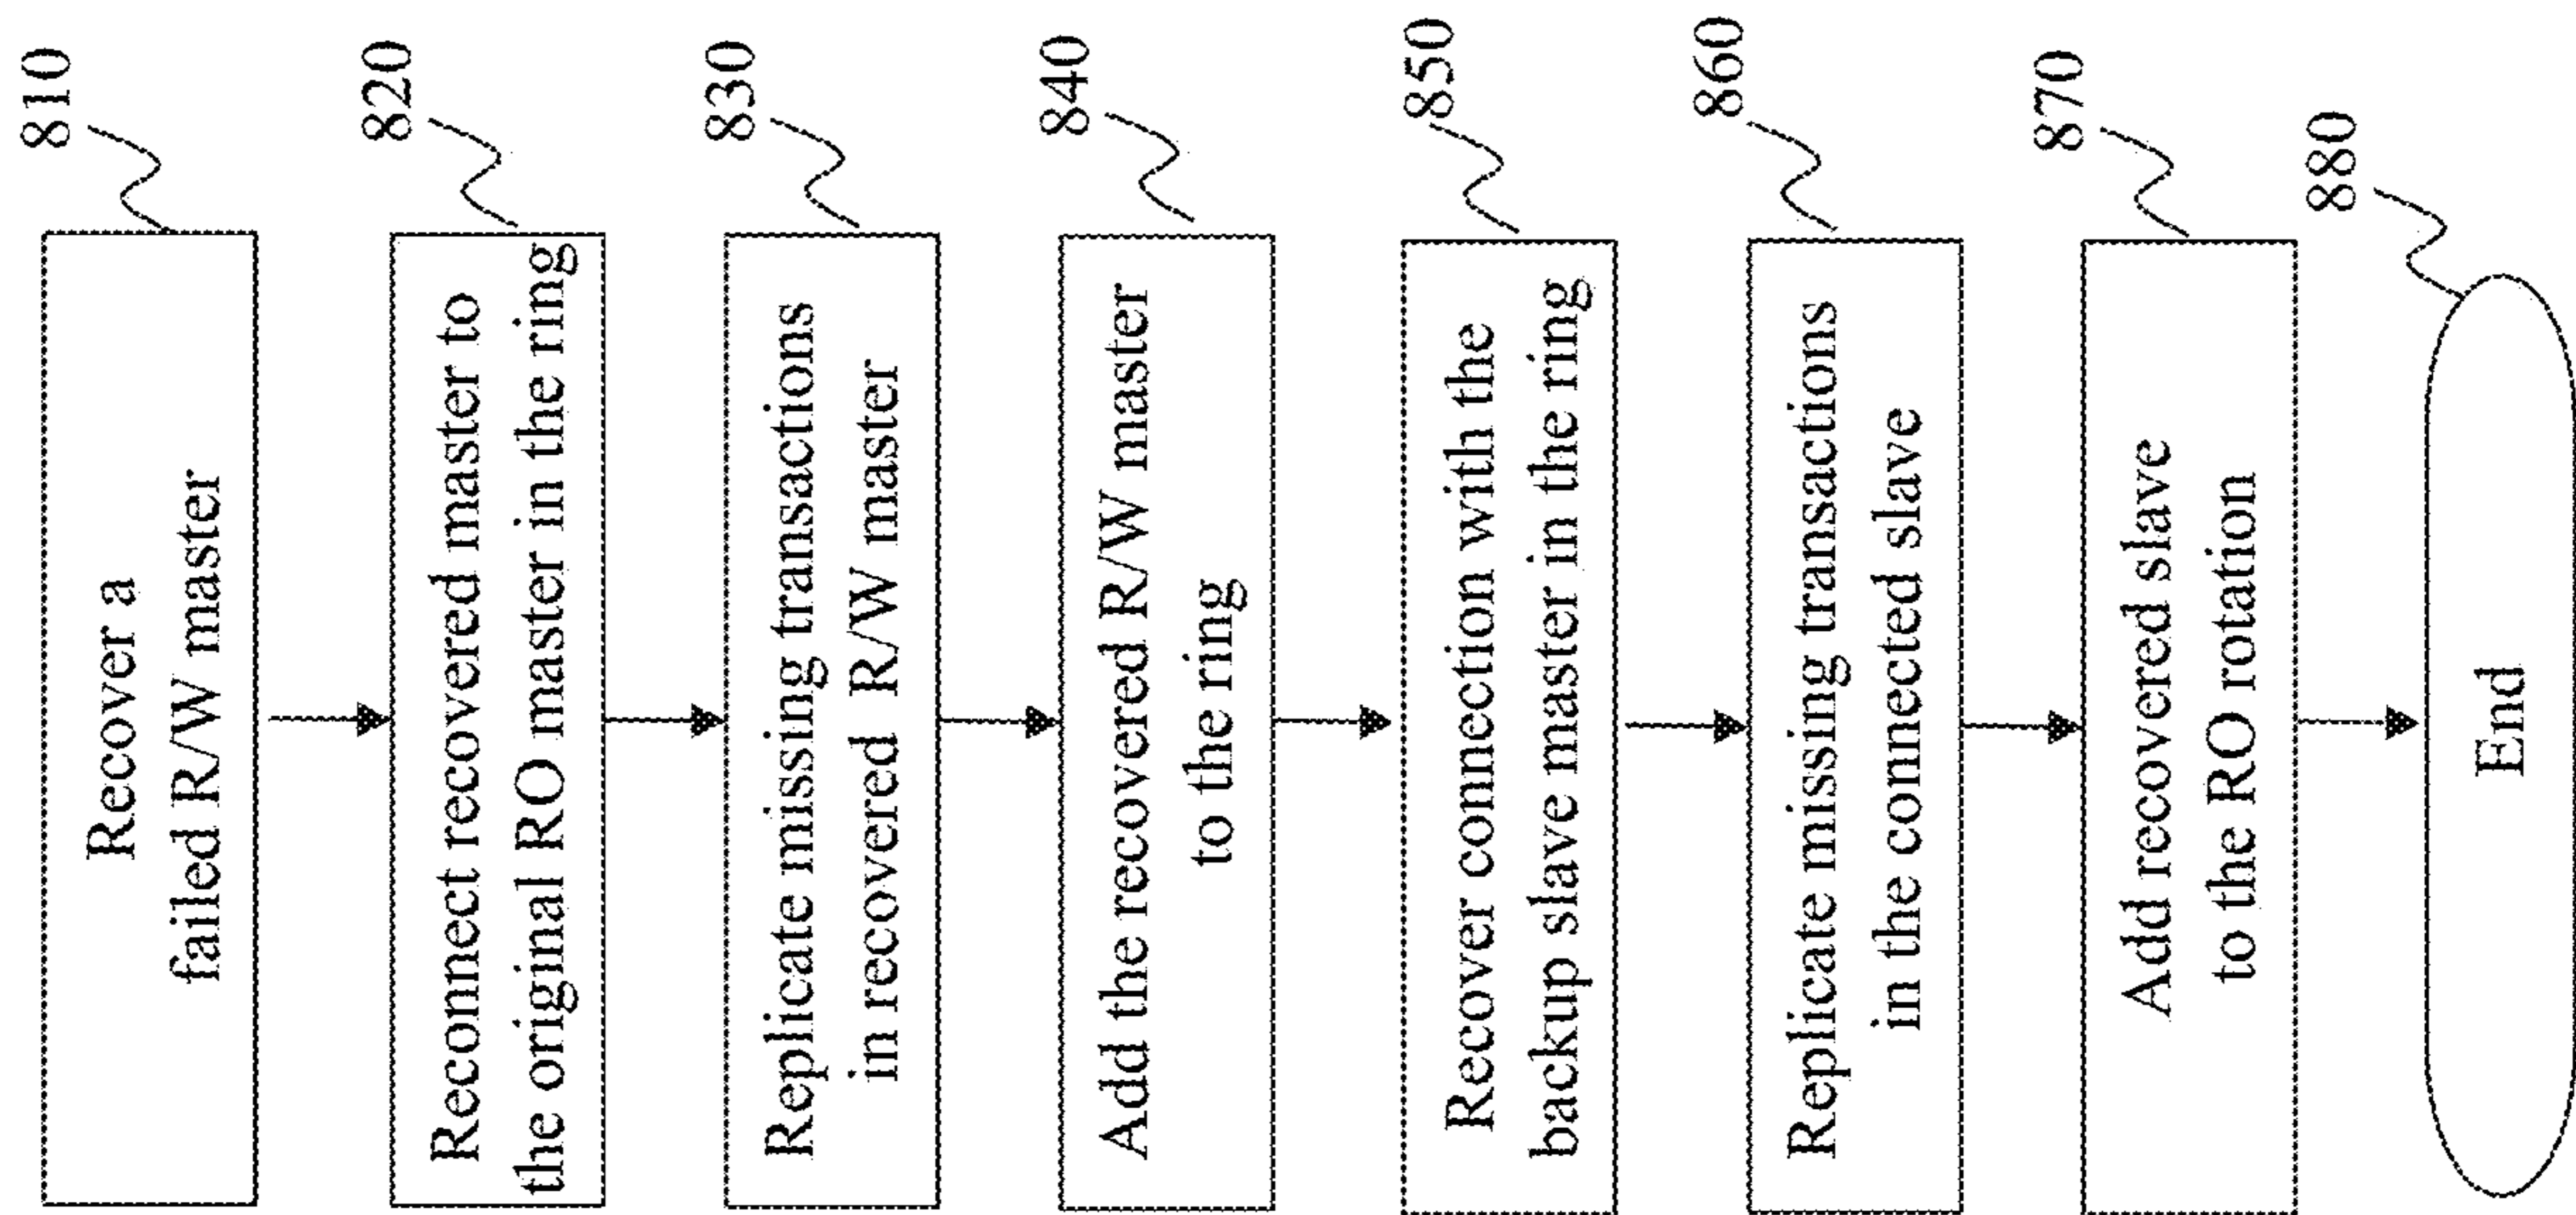 810
Recover a
failed R/W master
820
Reconnect recovered master to
the original RO master in the ring
830
Replicate missing transactions
in recovered R/W master
840
Add the recovered R/W master
to the ring
850
Recover connection with the
backup slave master in the ring
860
Replicate missing transactions
in the connected slave
870
Add recovered slave
to the RO rotation
880
End